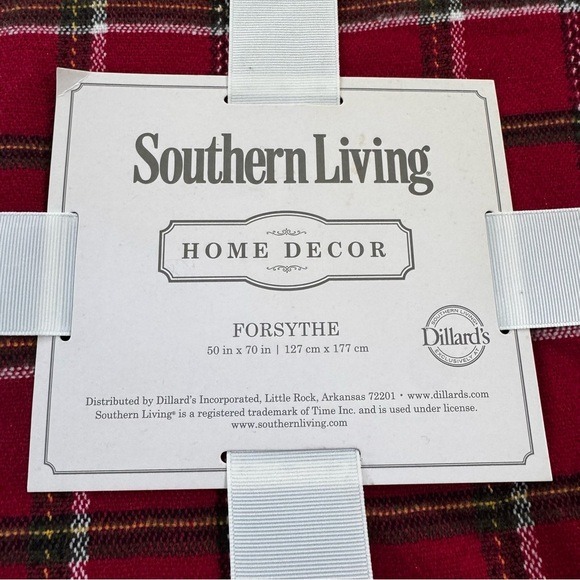 Southern Living®
HOME DECOR
FORSYTHE
50 in x 70 in | 127 cm x 177 cm
SOUTHERN LIVING
Dillard's
EXCLUSIVELY AT
Distributed by Dillard's Incorporated, Little Rock, Arkansas 72201 • www.dillards.com
Southern Living® is a registered trademark of Time Inc. and is used under license.
www.southernliving.com